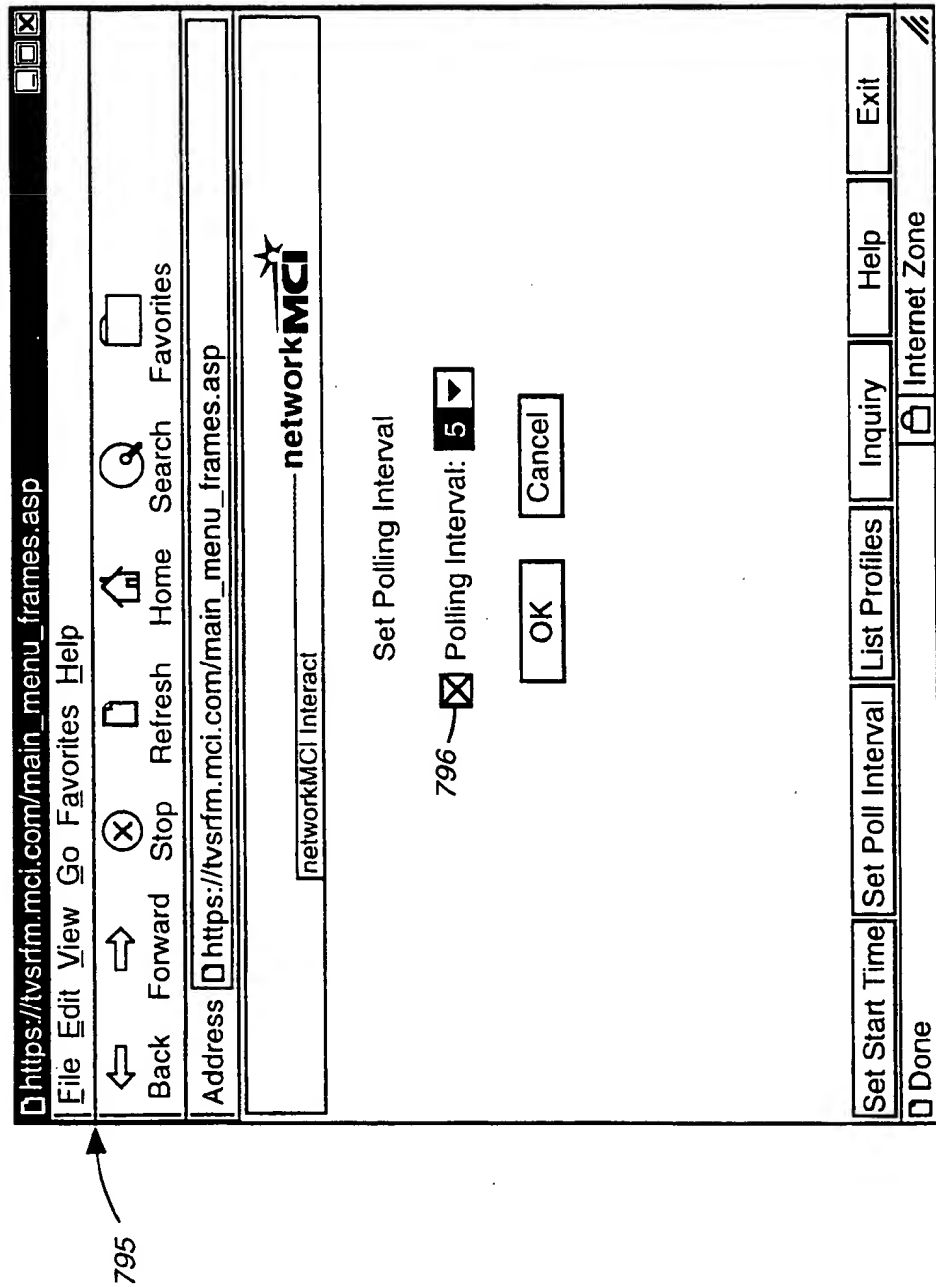 https://tvsrfm.mci.com/main_menu_frames.asp
File Edit View Go Favorites Help
Back Forward Stop Refresh Home Search Favorites
Address https://tvsrfm.mci.com/main_menu_frames.asp
networkMCI
networkMCI Interact
Set Polling Interval
796
Polling Interval: 5
OK Cancel
Set Start Time Set Poll Interval List Profiles Inquiry Help Exit
Done Internet Zone
795